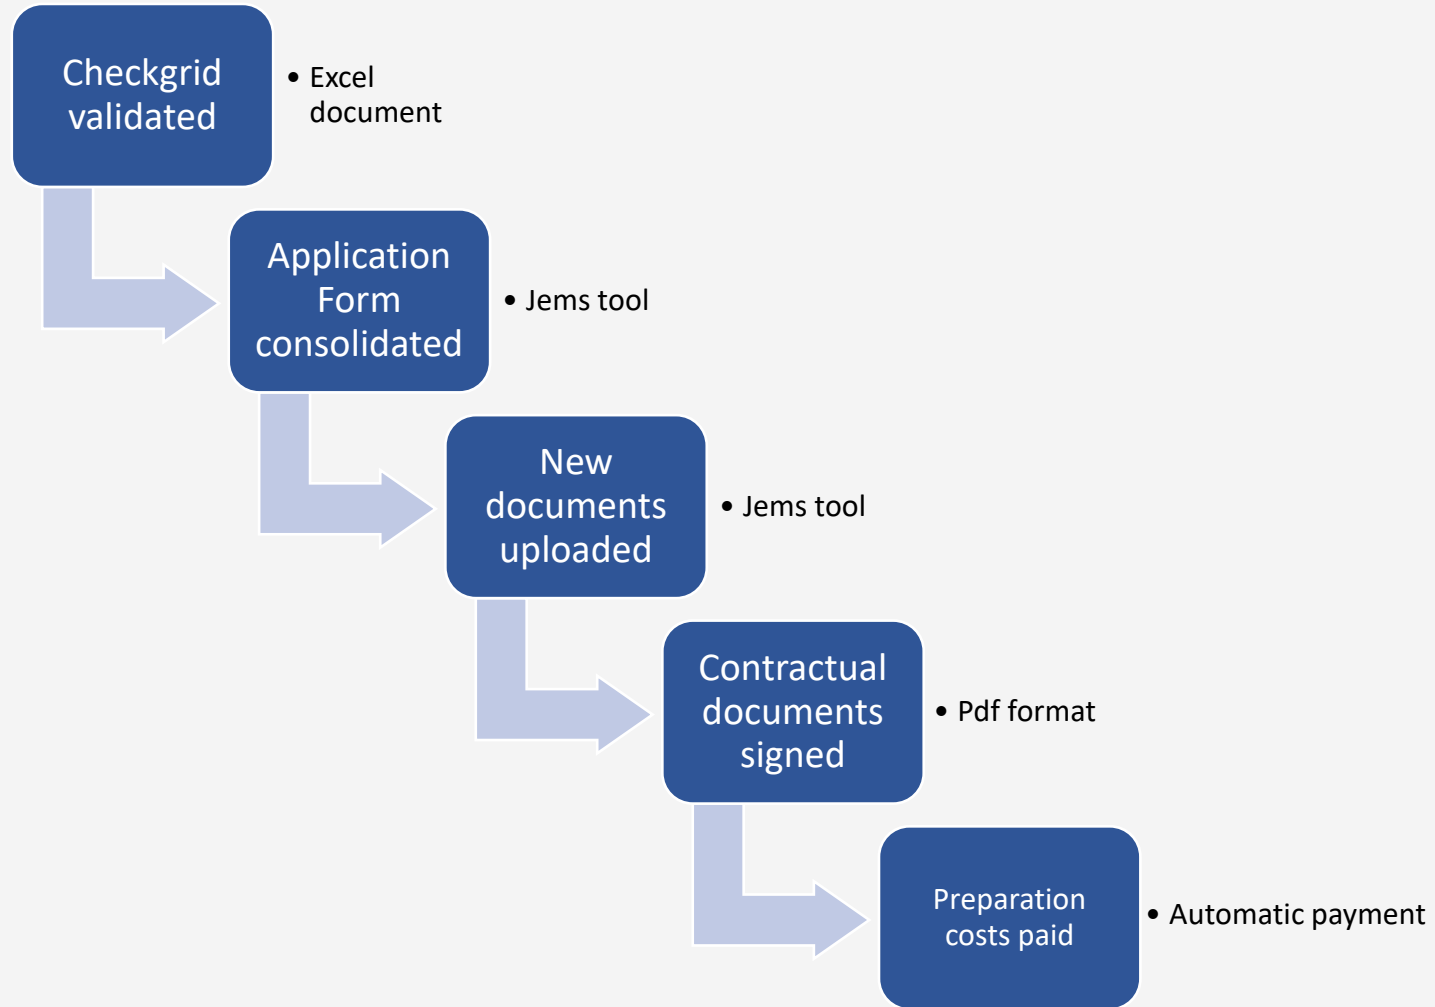 Checkgrid
validated
• Excel
document
Application
Form
consolidated
• Jems tool
New
documents
uploaded
• Jems tool
Contractual
documents
signed
• Pdf format
Preparation
costs paid
• Automatic payment